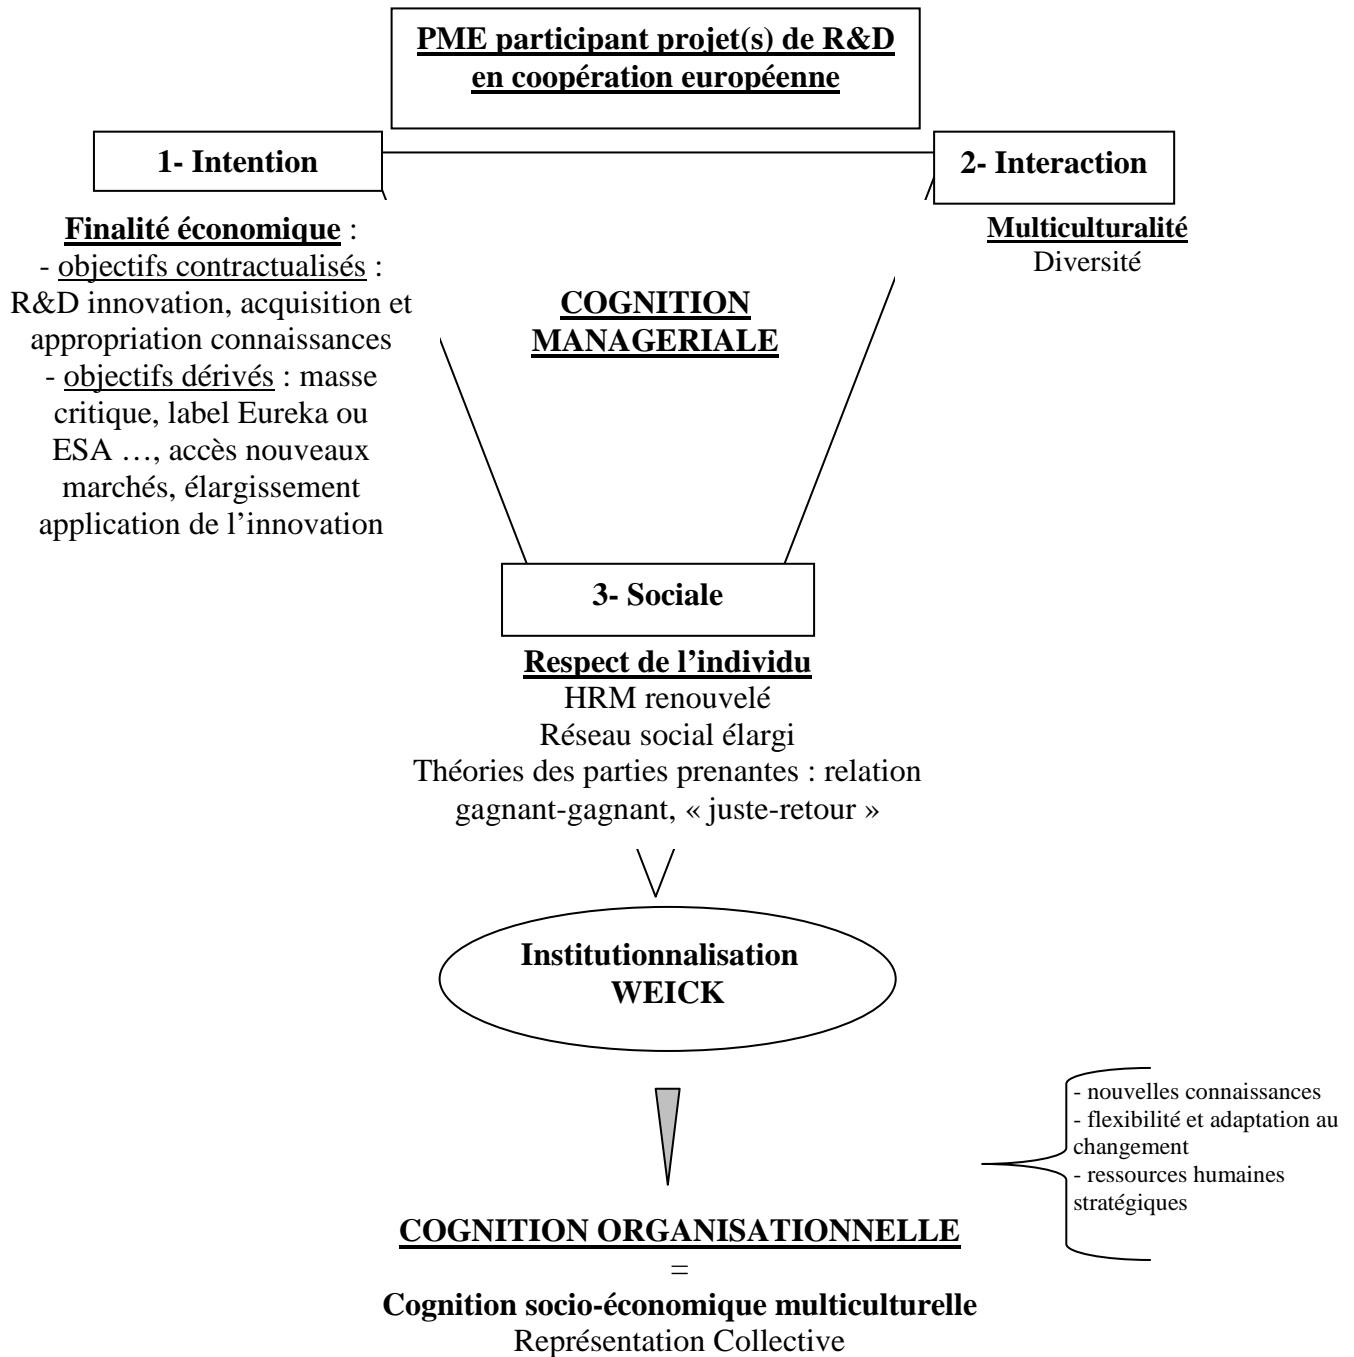 PME participant projet(s) de R&D
en coopération européenne
1- Intention
2- Interaction
Finalité économique :
- objectifs contractualisés :
R&D innovation, acquisition et
appropriation connaissances
- objectifs dérivés : masse
critique, label Eureka ou
ESA …, accès nouveaux
marchés, élargissement
application de l’innovation
Multiculturalité
Diversité
COGNITION
MANAGERIALE
3- Sociale
Respect de l’individu
HRM renouvelé
Réseau social élargi
Théories des parties prenantes : relation
gagnant-gagnant, « juste-retour »
Institutionnalisation
WEICK
- nouvelles connaissances
- flexibilité et adaptation au
changement
- ressources humaines
stratégiques
COGNITION ORGANISATIONNELLE
=
Cognition socio-économique multiculturelle
Représentation Collective